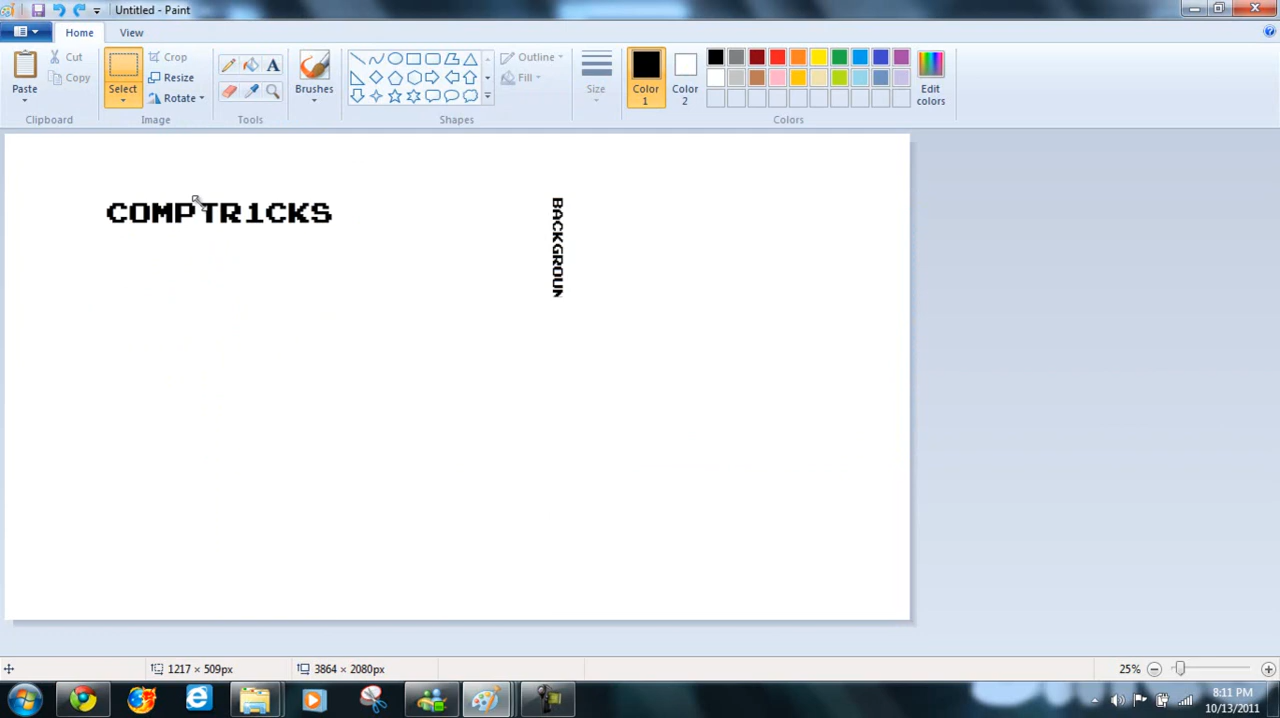 Untitled - Paint
Home
View
Paste
Cut
Copy
Clipboard
Select
Crop
Resize
Rotate
Image
A
Tools
Brushes
Outline
Fill
Shapes
Size
Color 1
Color 2
Edit colors
Colors
COMPTR1CKS
BACKGROUN
1217 × 509px
3864 × 2080px
25%
8:11 PM
10/13/2011